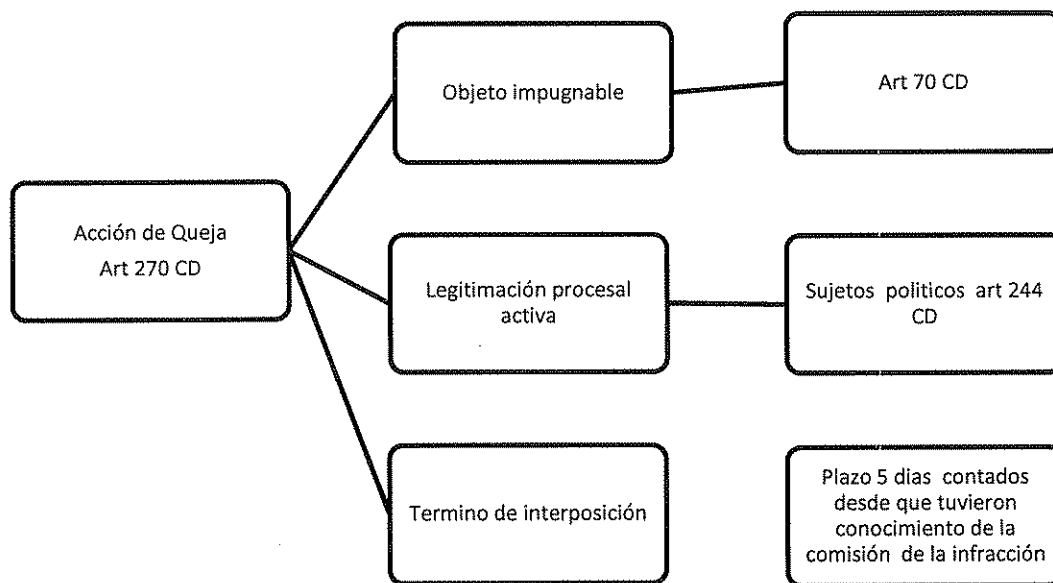 Acción de Queja
Art 270 CD
Objeto impugnable
Art 70 CD
Legitimación procesal
activa
Sujetos politicos art 244
CD
Termino de interposición
Plazo 5 dias contados
desde que tuvieron
conocimiento de la
comisión de la infracción